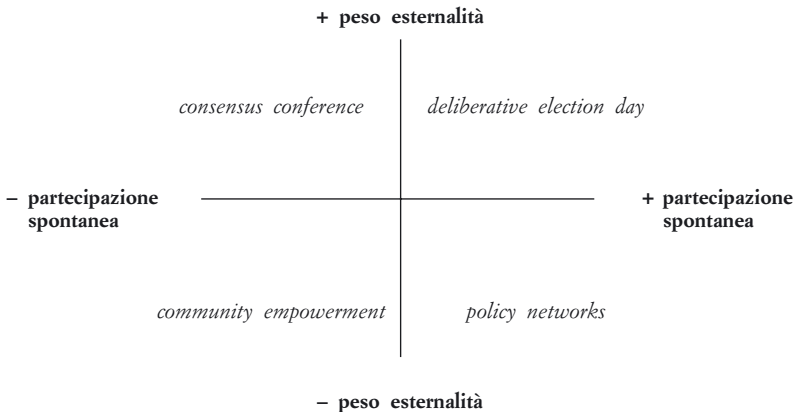 + peso esternalità
consensus conference
deliberative election day
– partecipazione
spontanea
+ partecipazione
spontanea
community empowerment
policy networks
– peso esternalità